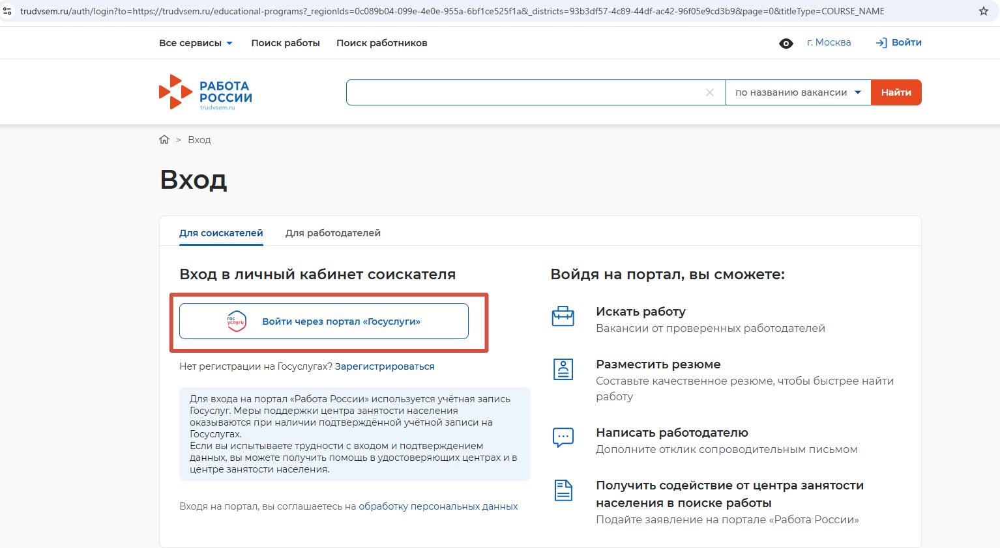 trudvsem.ru/auth/login?to=https://trudvsem.ru/educational-programs?_regionIds=0c089b04-099e-4e0e-955a-6bf1ce525f1a&_districts=93b3df57-4c89-44df-ac42-96f05e9cd3b9&page=0&titleType=COURSE_NAME
Все сервисы Поиск работы Поиск работников г. Москва Войти
РАБОТА
РОССИИ
trudvsem.ru
по названию вакансии Найти
> Вход
Вход
Для соискателей Для работодателей
Вход в личный кабинет соискателя
гос
услуги
Войти через портал «Госуслуги»
Нет регистрации на Госуслугах? Зарегистрироваться
Для входа на портал «Работа России» используется учётная запись
Госуслуг. Меры поддержки центра занятости населения
оказываются при наличии подтверждённой учётной записи на
Госуслугах.
Если вы испытываете трудности с входом и подтверждением
данных, вы можете получить помощь в удостоверяющих центрах и в
центре занятости населения.
Входя на портал, вы соглашаетесь на обработку персональных данных
Войдя на портал, вы сможете:
Искать работу
Вакансии от проверенных работодателей
Разместить резюме
Составьте качественное резюме, чтобы быстрее найти
работу
Написать работодателю
Дополните отклик сопроводительным письмом
Получить содействие от центра занятости
населения в поиске работы
Подайте заявление на портале «Работа России»